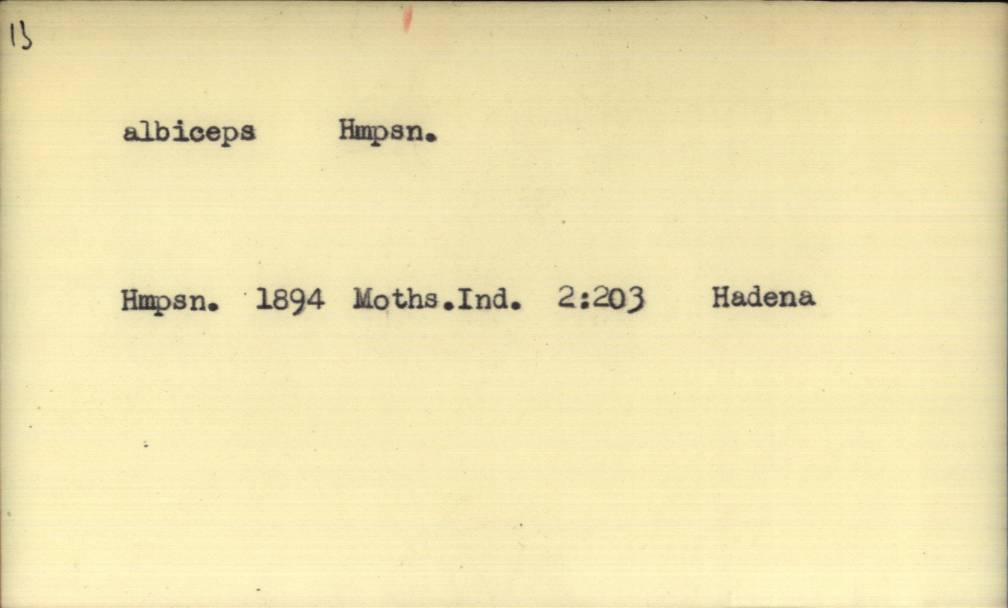 13
albiceps Hmpsn.
Hmpsn. 1894 Moths.Ind. 2:203 Hadena